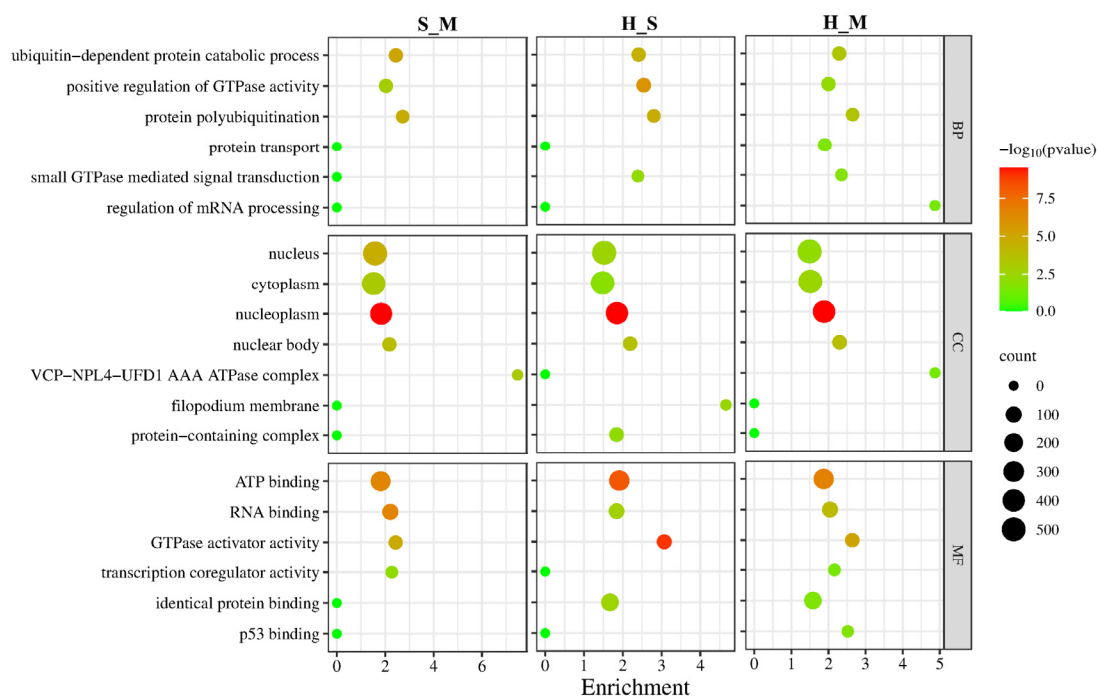 S_M H_S H_M
ubiquitin−dependent protein catabolic process
positive regulation of GTPase activity
protein polyubiquitination
protein transport
small GTPase mediated signal transduction
regulation of mRNA processing
BP
nucleus
cytoplasm
nucleoplasm
nuclear body
VCP−NPL4−UFD1 AAA ATPase complex
filopodium membrane
protein−containing complex
CC
ATP binding
RNA binding
GTPase activator activity
transcription coregulator activity
identical protein binding
p53 binding
MF
0 2 4 6 0 1 2 3 4 0 1 2 3 4 5
Enrichment
−log10(pvalue)
7.5
5.0
2.5
0.0
count
0
100
200
300
400
500